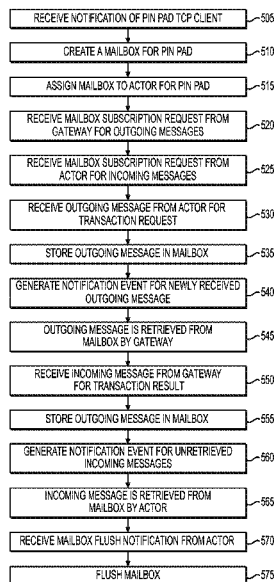 RECEIVE NOTIFICATION OF PIN PAD TCP CLIENT
505
CREATE A MAILBOX FOR PIN PAD
510
ASSIGN MAILBOX TO ACTOR FOR PIN PAD
515
RECEIVE MAILBOX SUBSCRIPTION REQUEST FROM
GATEWAY FOR OUTGOING MESSAGES
520
RECEIVE MAILBOX SUBSCRIPTION REQUEST FROM
ACTOR FOR INCOMING MESSAGES
525
RECEIVE OUTGOING MESSAGE FROM ACTOR FOR
TRANSACTION REQUEST
530
STORE OUTGOING MESSAGE IN MAILBOX
535
GENERATE NOTIFICATION EVENT FOR NEWLY RECEIVED
OUTGOING MESSAGE
540
OUTGOING MESSAGE IS RETRIEVED FROM
MAILBOX BY GATEWAY
545
RECEIVE INCOMING MESSAGE FROM GATEWAY
FOR TRANSACTION RESULT
550
STORE OUTGOING MESSAGE IN MAILBOX
555
GENERATE NOTIFICATION EVENT FOR UNRETRIEVED
INCOMING MESSAGES
560
INCOMING MESSAGE IS RETRIEVED FROM
MAILBOX BY ACTOR
565
RECEIVE MAILBOX FLUSH NOTIFICATION FROM ACTOR
570
FLUSH MAILBOX
575